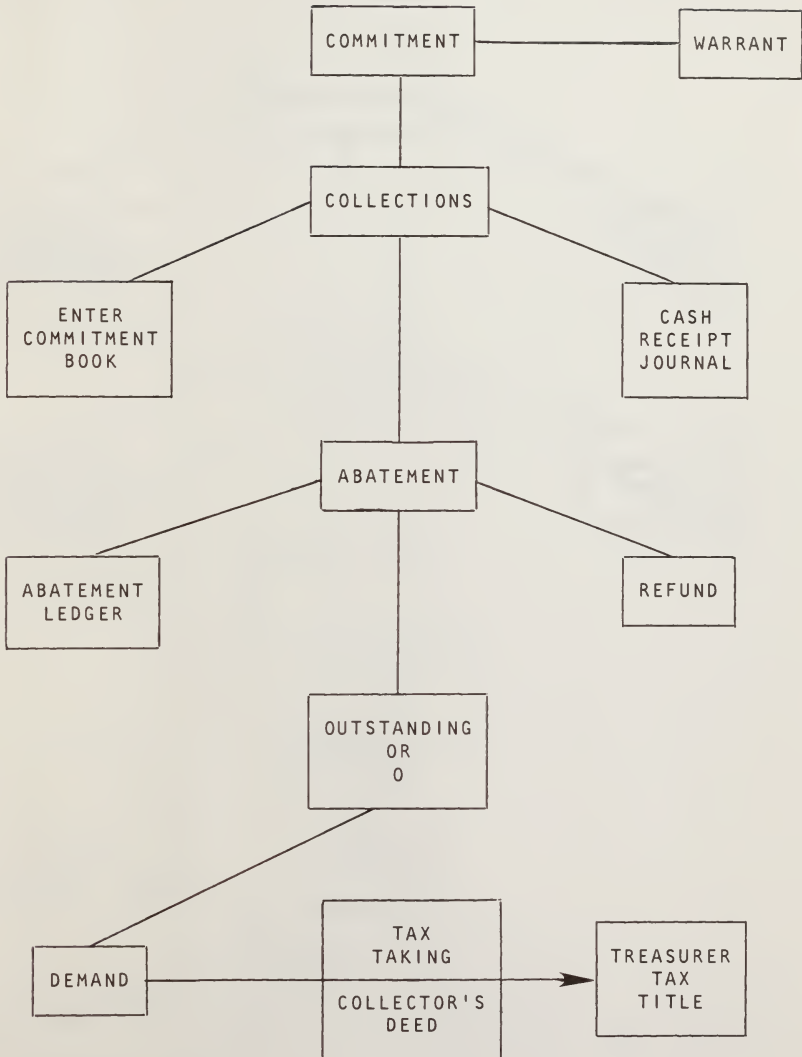 COMMITMENT
WARRANT
COLLECTIONS
ENTER
COMMITMENT
BOOK
CASH
RECEIPT
JOURNAL
ABATEMENT
ABATEMENT
LEDGER
REFUND
OUTSTANDING
OR
O
DEMAND
TAX
TAKING
COLLECTOR'S
DEED
TREASURER
TAX
TITLE